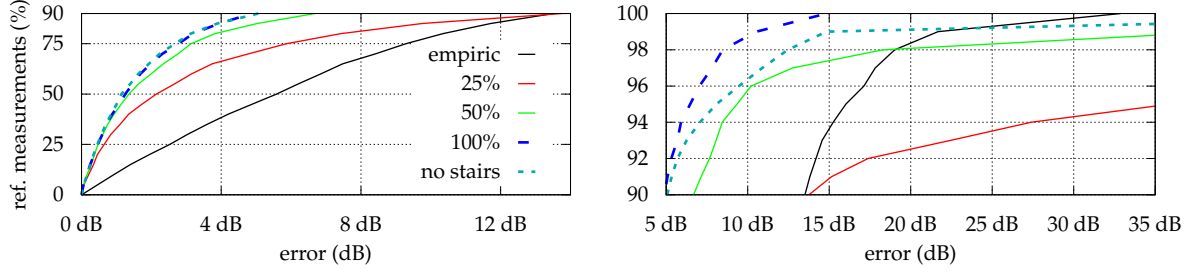 ref. measurements (%)
90
75
50
25
0
empiric
25%
50%
100%
no stairs
0 dB
4 dB
8 dB
12 dB
error (dB)
100
98
96
94
92
90
5 dB
10 dB
15 dB
20 dB
25 dB
30 dB
35 dB
error (dB)